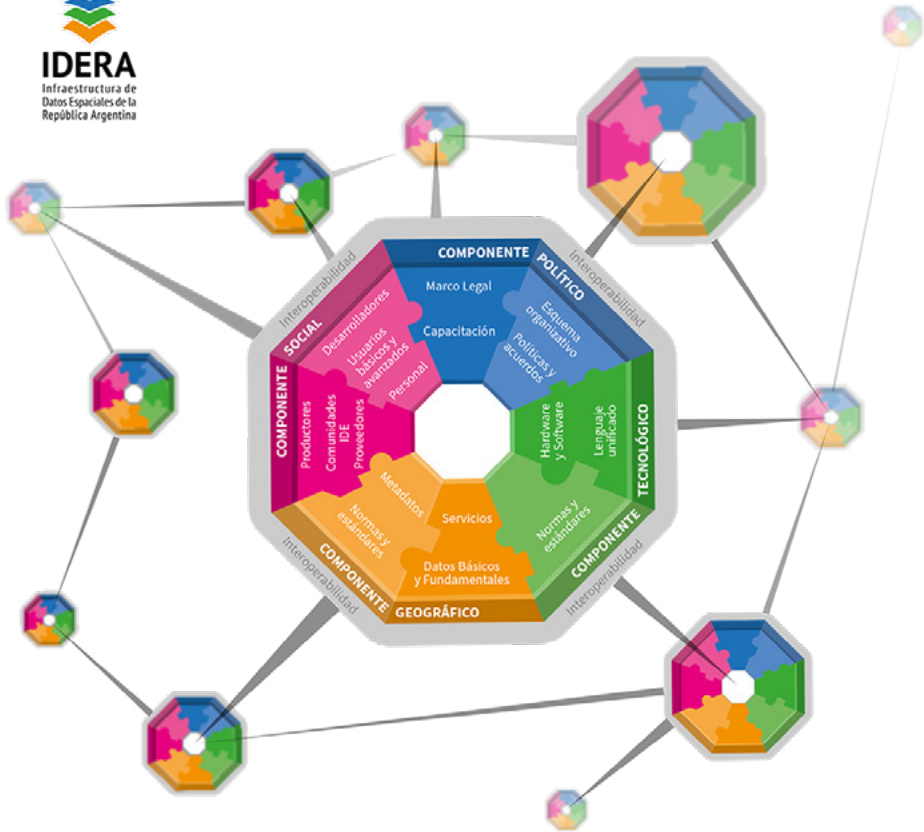 IDERA
Infraestructura de
Datos Espaciales de la
República Argentina
Interoperabilidad
Interoperabilidad
Interoperabilidad
Interoperabilidad
COMPONENTE POLÍTICO
Marco Legal
Capacitación
Esquema
organizativo
Políticas y
acuerdos
COMPONENTE TECNOLÓGICO
Hardware
y Software
Lenguaje
unificado
Normas y
estándares
COMPONENTE GEOGRÁFICO
Servicios
Datos Básicos
y Fundamentales
Metadatos
Normas y
estándares
COMPONENTE SOCIAL
Productores
Comunidades
IDE
Proveedores
Desarrolladores
Usuarios
básicos y
avanzados
Personal